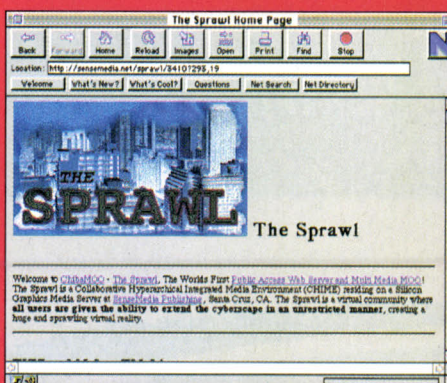 The Sprawl Home Page
Back Forward Home Reload Images Open Print Find Stop
N
Location: http://sensemedia.net/sprawl/84107293,19
Welcome What's New? What's Cool? Questions Net Search Net Directory
THE
SPRAWL
The Sprawl
Welcome to ChibaMOO - The Sprawl, The Worlds First Public Access Web Server and Multi Media MOO!
The Sprawl is a Collaborative Hyperarchical Integrated Media Environment (CHIME) residing on a Silicon
Graphics Media Server at SenseMedia Publishing, Santa Cruz, CA. The Sprawl is a virtual community where
all users are given the ability to extend the cyberscape in an unrestricted manner, creating a
huge and sprawling virtual reality.